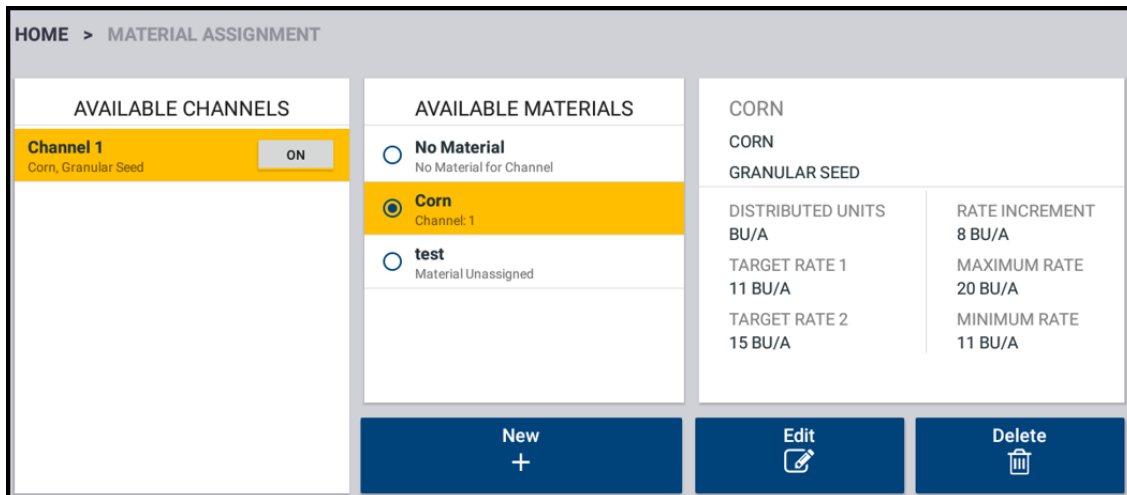 HOME > MATERIAL ASSIGNMENT
AVAILABLE CHANNELS
Channel 1
Corn, Granular Seed
ON
AVAILABLE MATERIALS
No Material
No Material for Channel
Corn
Channel: 1
test
Material Unassigned
CORN
CORN
GRANULAR SEED
DISTRIBUTED UNITS
BU/A
RATE INCREMENT
8 BU/A
TARGET RATE 1
11 BU/A
MAXIMUM RATE
20 BU/A
TARGET RATE 2
15 BU/A
MINIMUM RATE
11 BU/A
New
Edit
Delete